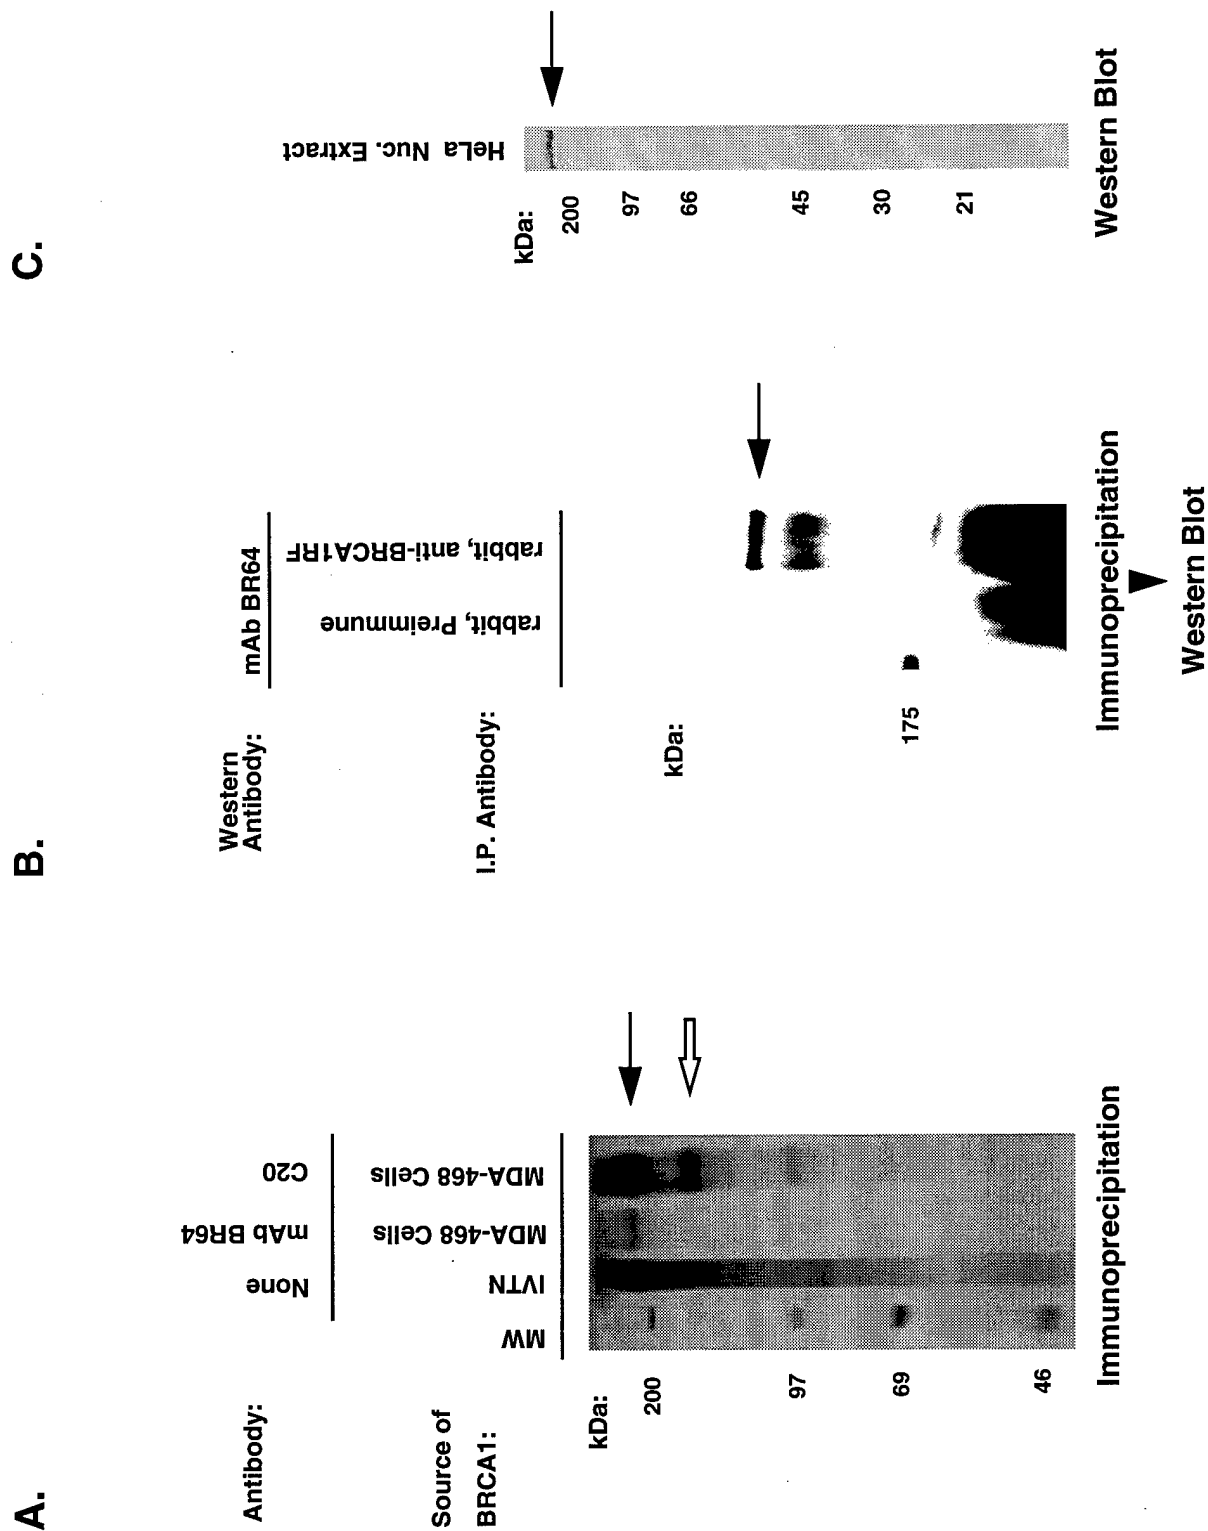 A.
Antibody:
None
mAb BR64
C20
Source of
BRCA1:
MW
IVTN
MDA-468 Cells
MDA-468 Cells
kDa:
200
97
69
46
Immunoprecipitation
B.
Western
Antibody:
mAb BR64
I.P. Antibody:
rabbit, Preimmune
rabbit, anti-BRCA1RF
kDa:
175
Immunoprecipitation
Western Blot
C.
HeLa Nuc. Extract
kDa:
200
97
66
45
30
21
Western Blot